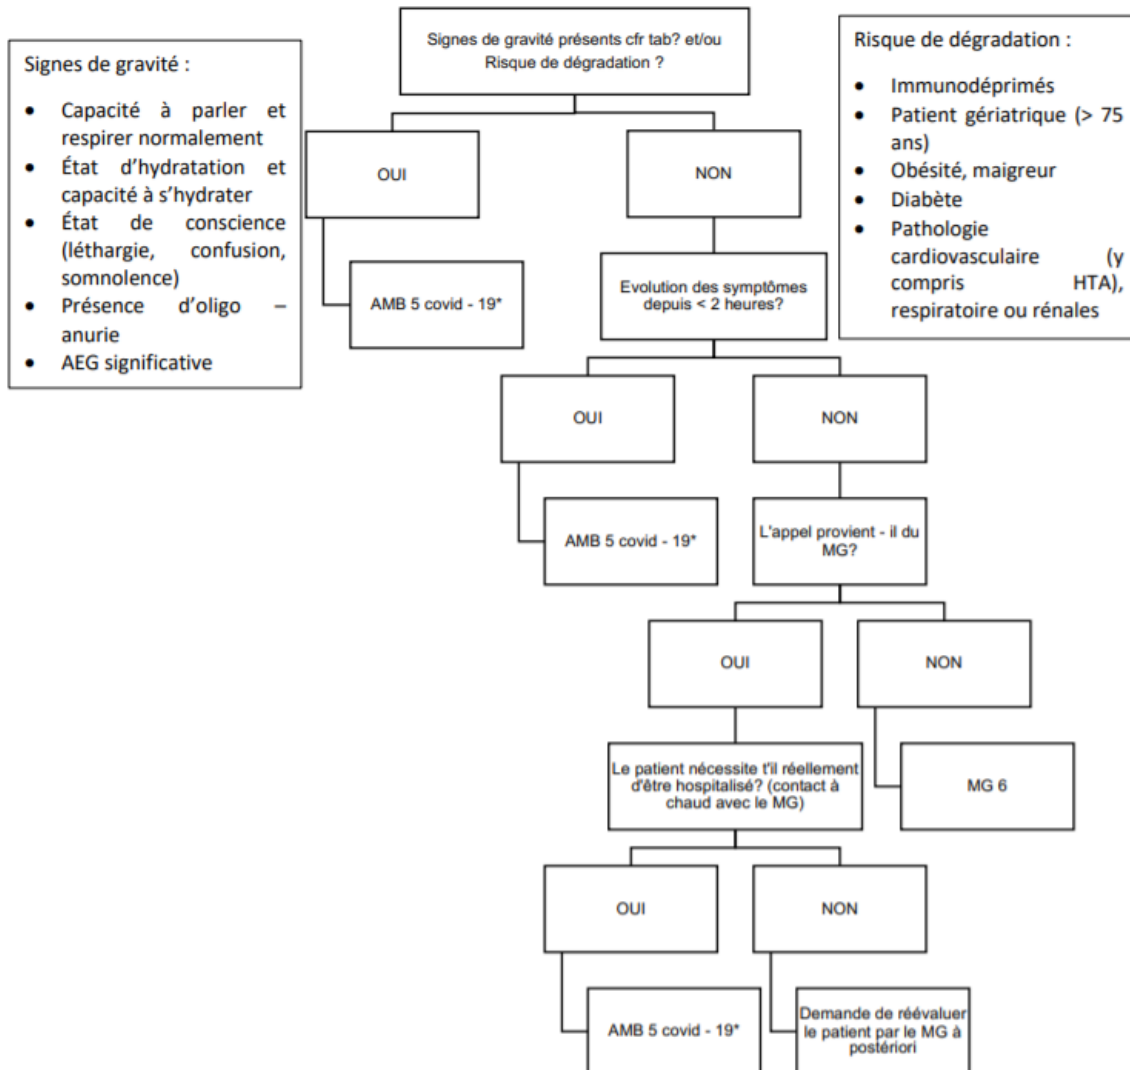 Signes de gravité présents cfr tab? et/ou
Risque de dégradation ?
Signes de gravité :
• Capacité à parler et
respirer normalement
• État d'hydratation et
capacité à s'hydrater
• État de conscience
(léthargie, confusion,
somnolence)
• Présence d'oligo –
anurie
• AEG significative
Risque de dégradation :
• Immunodéprimés
• Patient gériatrique (> 75
ans)
• Obésité, maigreur
• Diabète
• Pathologie
cardiovasculaire (y
compris HTA),
respiratoire ou rénales
OUI
NON
AMB 5 covid - 19*
Evolution des symptômes
depuis < 2 heures?
OUI
NON
AMB 5 covid - 19*
L'appel provient - il du
MG?
OUI
NON
Le patient nécessite t'il réellement
d'être hospitalisé? (contact à
chaud avec le MG)
MG 6
OUI
NON
AMB 5 covid - 19*
Demande de réévaluer
le patient par le MG à
postériori